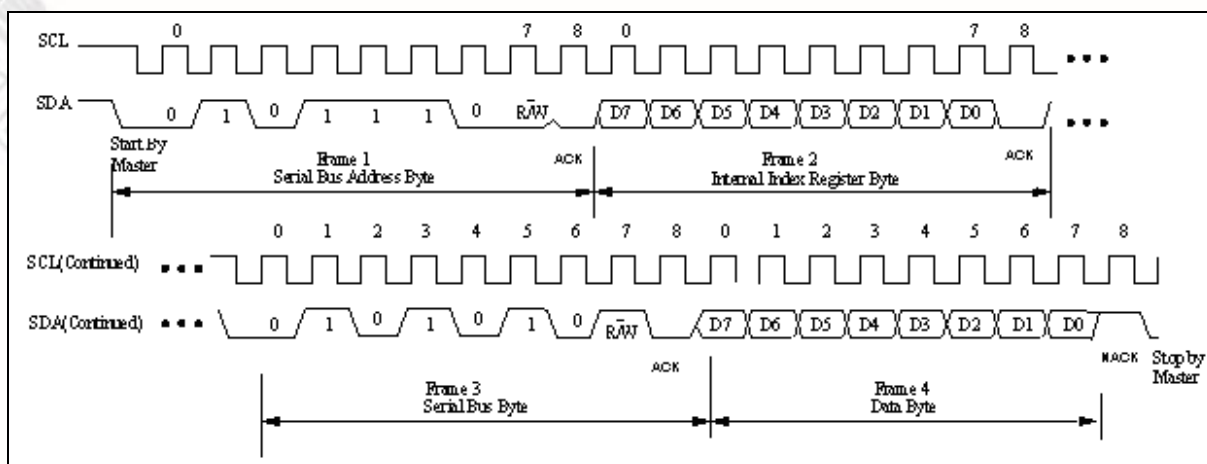 0 7 8 0 7 8
SCL
SDA
0 1 0 1 1 1 0 R/W D7 D6 D5 D4 D3 D2 D1 D0
Start By
Master
Frame 1
Serial Bus Address Byte
ACK
Frame 2
Internal Index Register Byte
ACK
0 1 2 3 4 5 6 7 8 0 1 2 3 4 5 6 7 8
SCL(Continued)
SDA(Continued)
0 1 0 1 0 1 0 R/W D7 D6 D5 D4 D3 D2 D1 D0
ACK
NACK
Stop by
Master
Frame 3
Serial Bus Byte
Frame 4
Data Byte